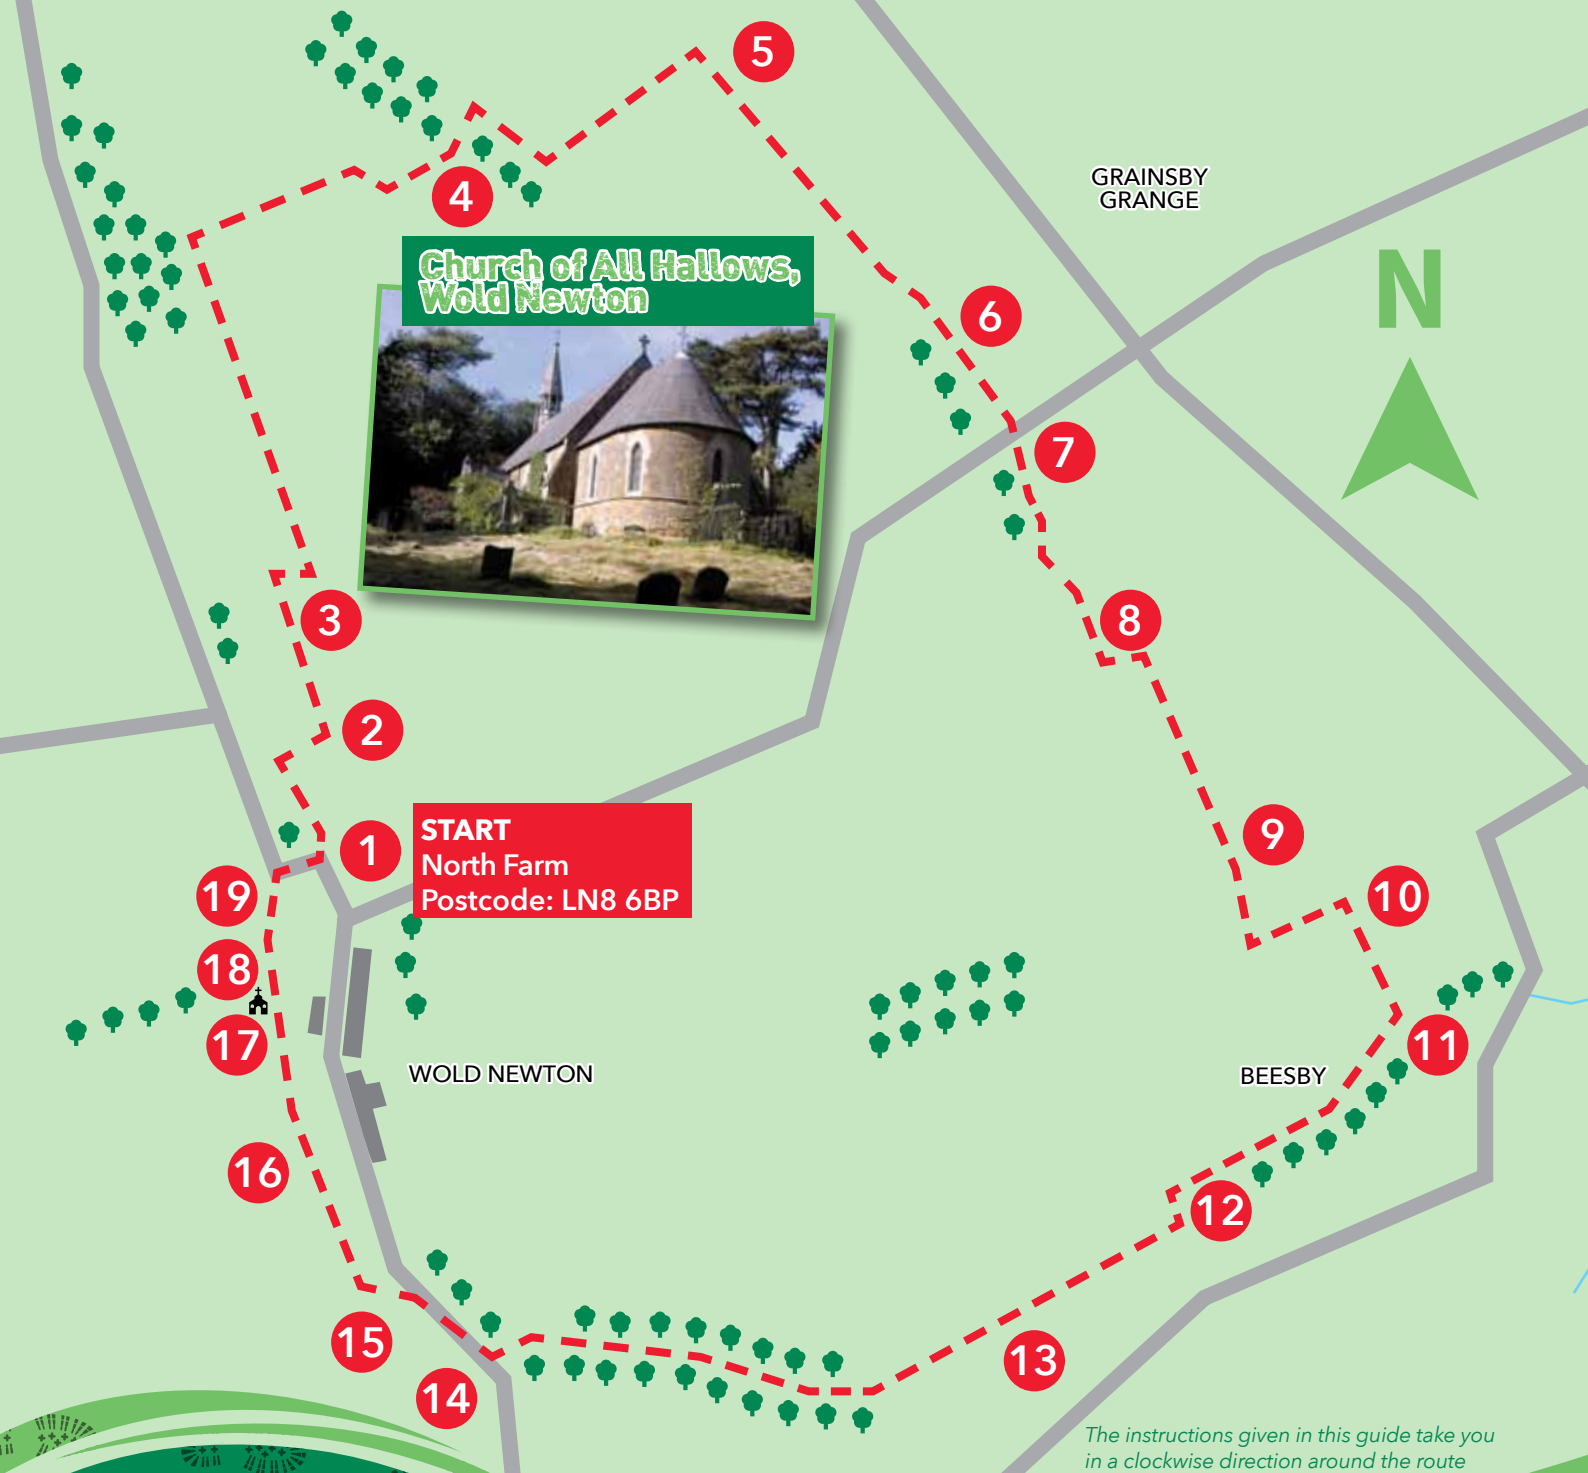 5
GRAINSBY
GRANGE
4
N
Church of All Hallows,
Wold Newton
6
7
3
8
2
START
North Farm
Postcode: LN8 6BP
1
9
19
10
18
17
11
WOLD NEWTON
BEESBY
16
12
15
13
14
The instructions given in this guide take you
in a clockwise direction around the route